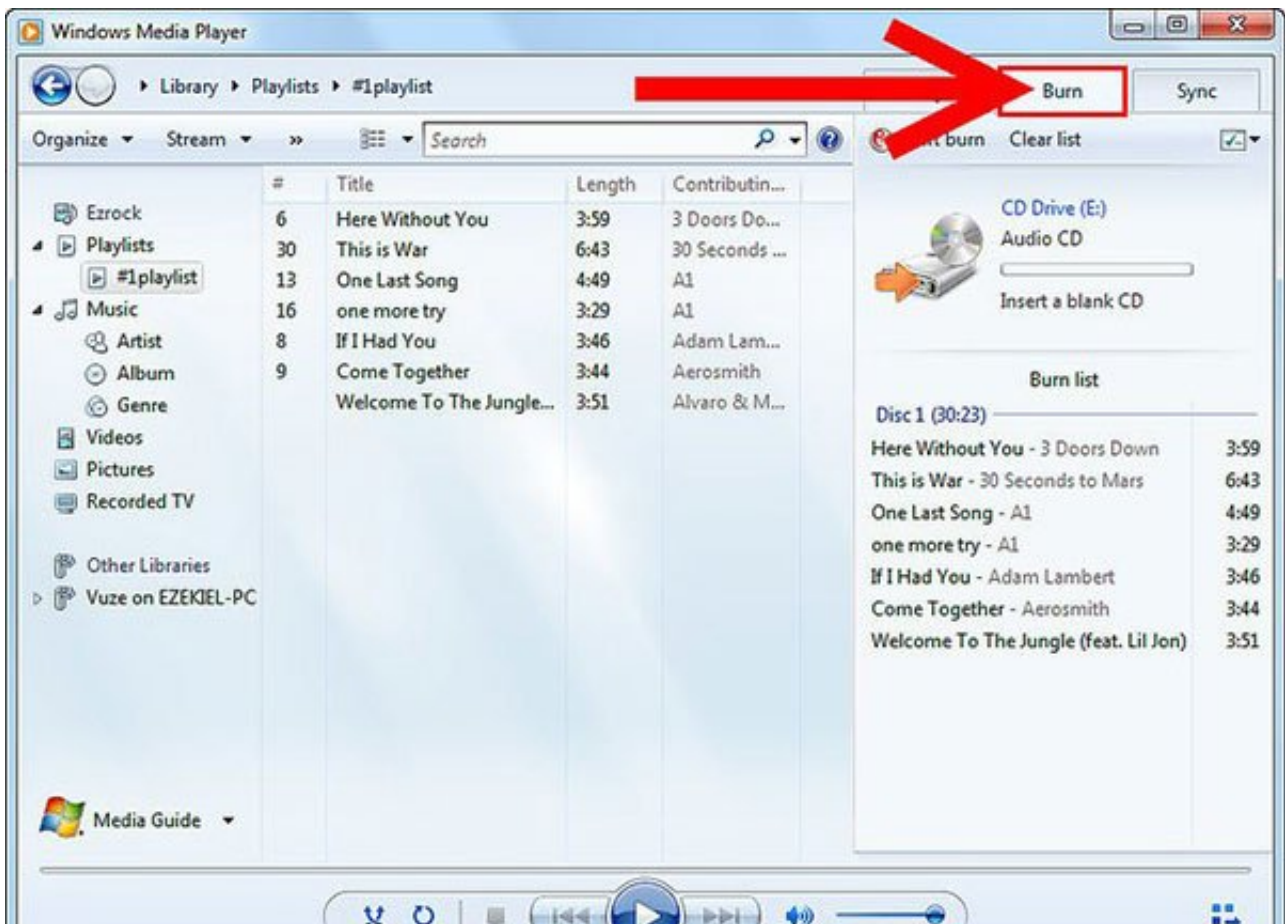 Windows Media Player
Library Playlists #1playlist
Burn Sync
Organize Stream » Search burn Clear list
# Title Length Contributin...
Ezrock
Playlists
#1playlist
Music
Artist
Album
Genre
Videos
Pictures
Recorded TV
Other Libraries
Vuze on EZEKIEL-PC
Media Guide
6 Here Without You 3:59 3 Doors Do...
30 This is War 6:43 30 Seconds ...
13 One Last Song 4:49 A1
16 one more try 3:29 A1
8 If I Had You 3:46 Adam Lam...
9 Come Together 3:44 Aerosmith
Welcome To The Jungle... 3:51 Alvaro & M...
CD Drive (E:)
Audio CD
Insert a blank CD
Burn list
Disc 1 (30:23)
Here Without You - 3 Doors Down 3:59
This is War - 30 Seconds to Mars 6:43
One Last Song - A1 4:49
one more try - A1 3:29
If I Had You - Adam Lambert 3:46
Come Together - Aerosmith 3:44
Welcome To The Jungle (feat. Lil Jon) 3:51